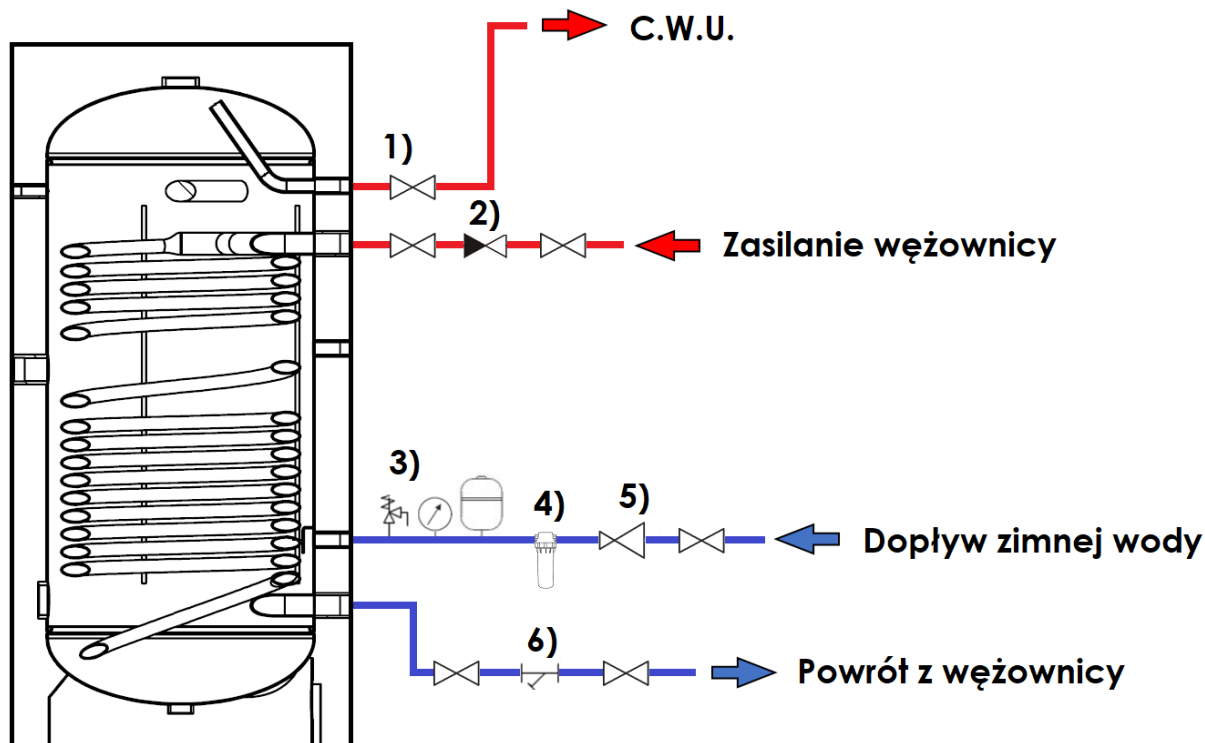 C.W.U.
1)
2)
Zasilanie wężownicy
3)
4)
5)
Dopływ zimnej wody
6)
Powrót z wężownicy